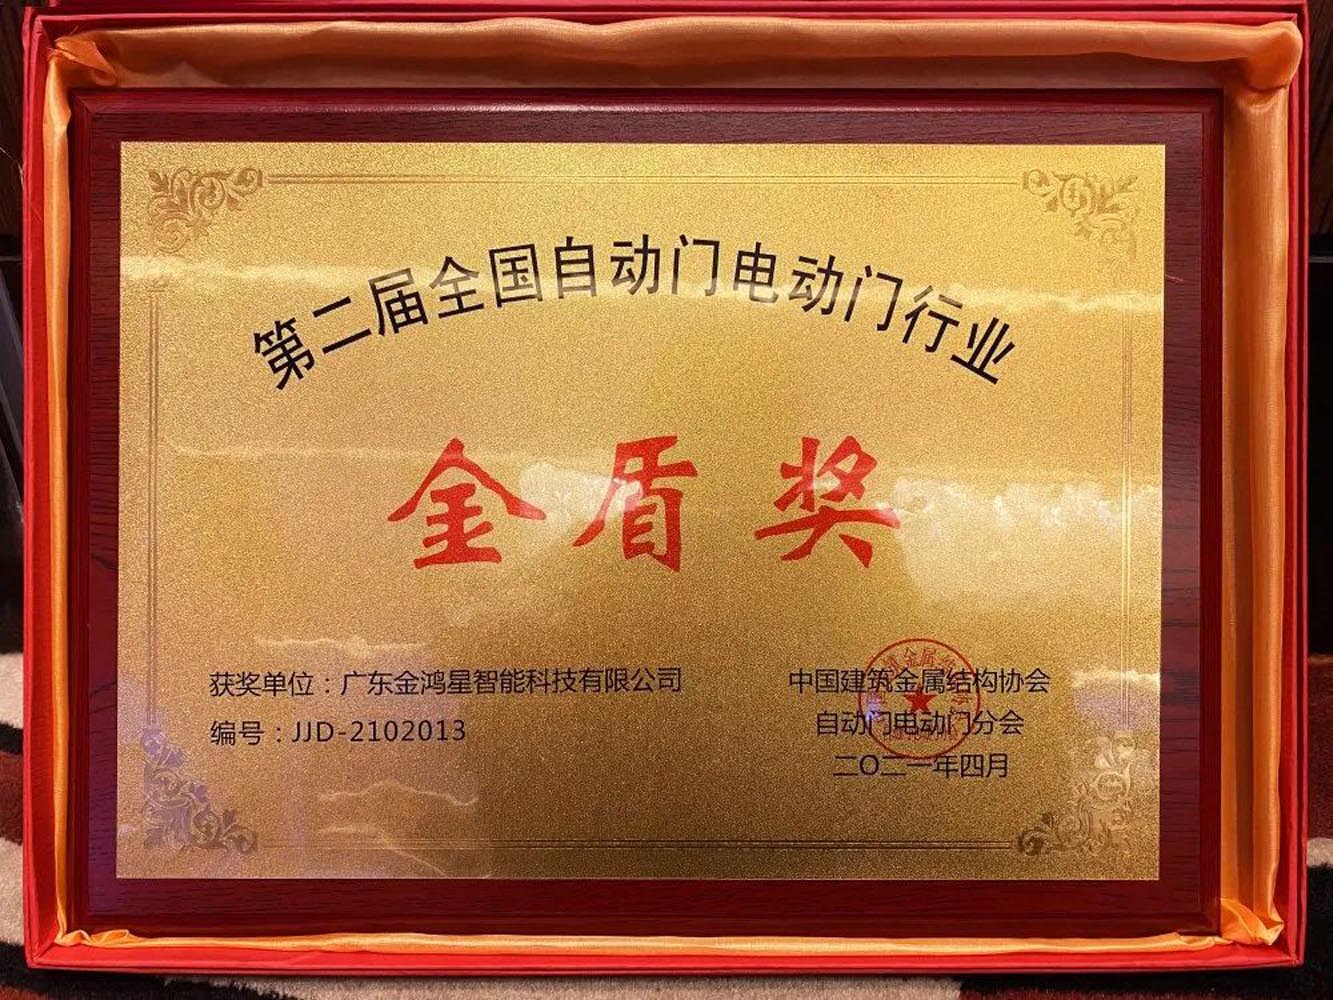 第二届全国自动门电动门行业
金盾奖
获奖单位：广东金鸿星智能科技有限公司
编号：JJD-2102013
中国建筑金属结构协会
自动门电动门分会
二O二一年四月